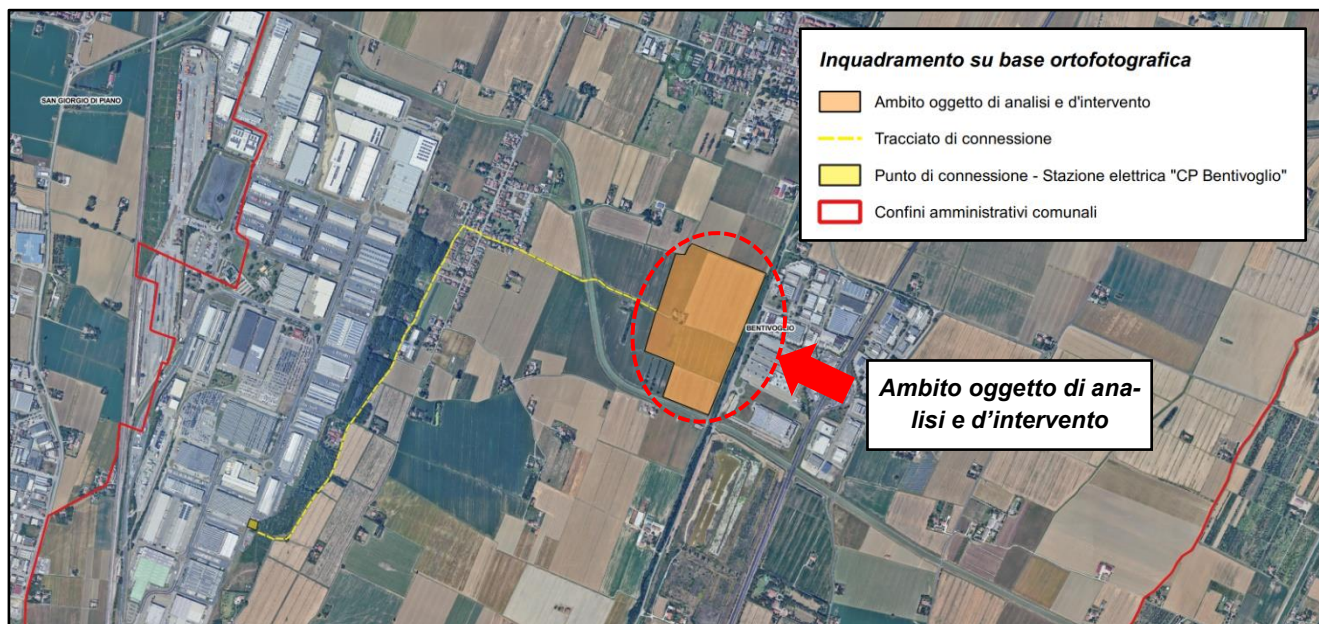 Inquadramento su base ortofotografica
Ambito oggetto di analisi e d'intervento
Tracciato di connessione
Punto di connessione - Stazione elettrica "CP Bentivoglio"
Confini amministrativi comunali
SAN GIORGIO DI PIANO
BENTIVOGLIO
Ambito oggetto di ana-
lisi e d’intervento